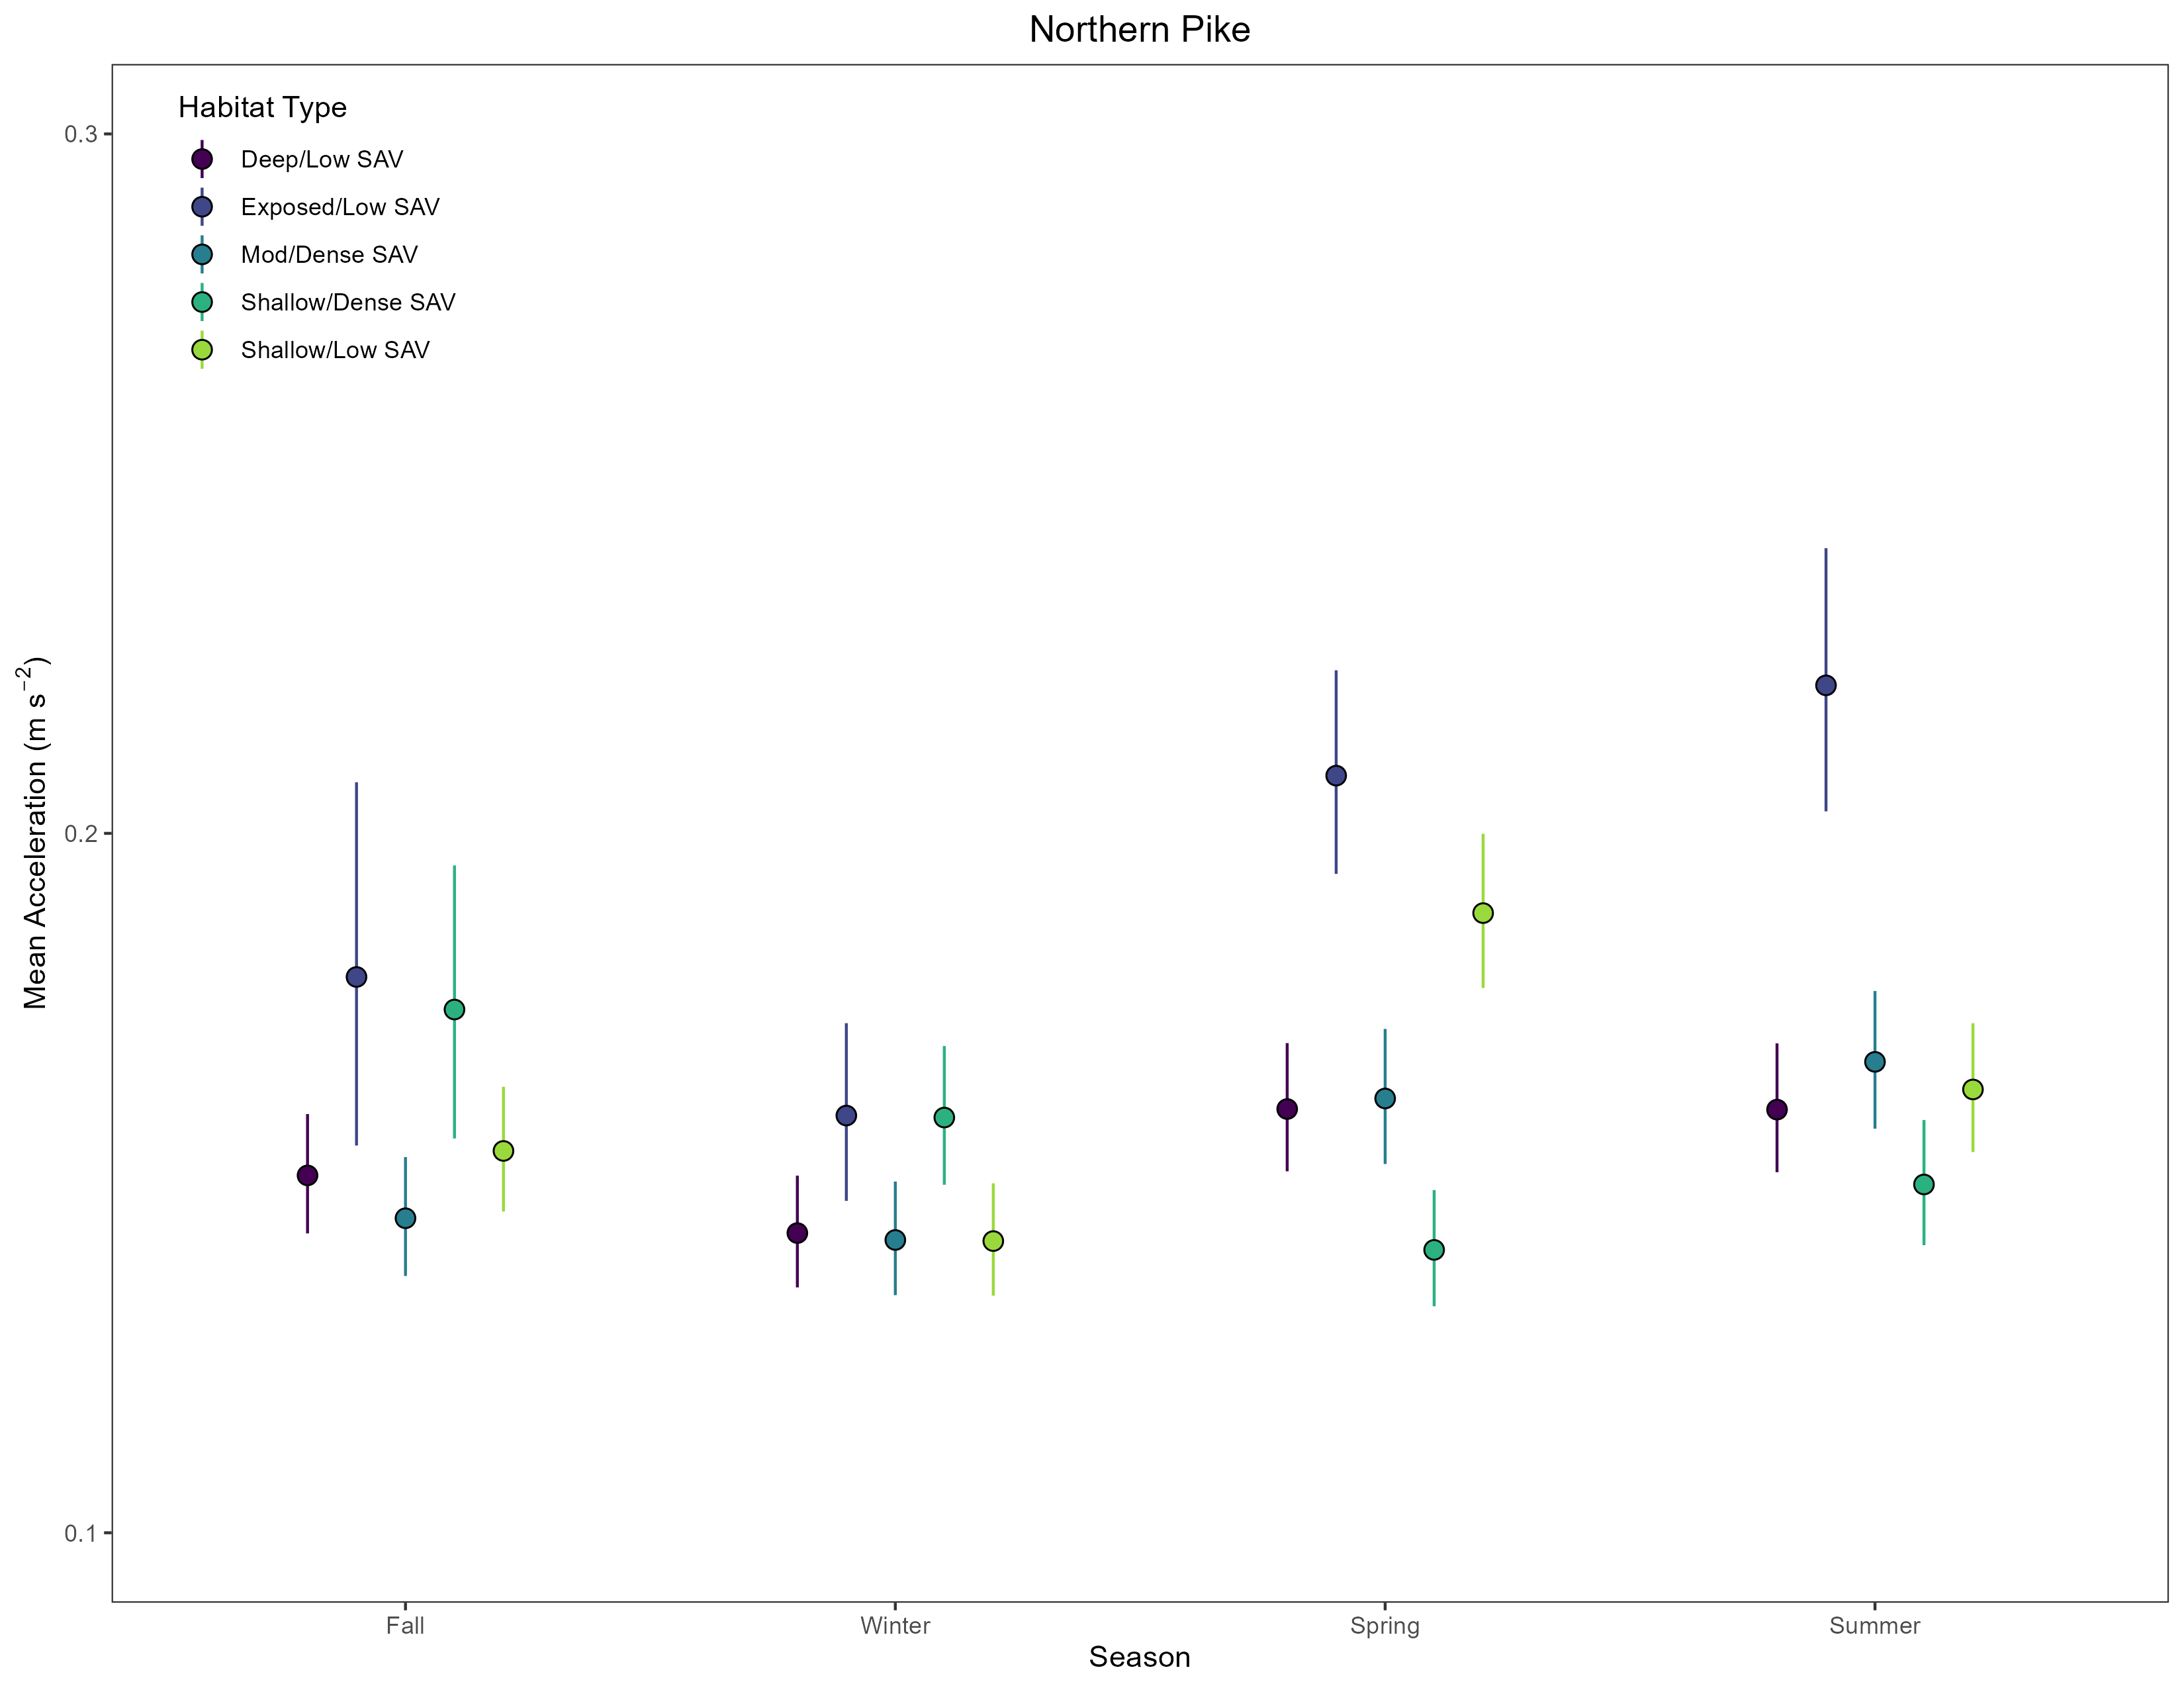 Northern Pike
Habitat Type
Deep/Low SAV
Exposed/Low SAV
Mod/Dense SAV
Shallow/Dense SAV
Shallow/Low SAV
0.3
0.2
0.1
Mean Acceleration (m s⁻²)
Fall
Winter
Spring
Summer
Season